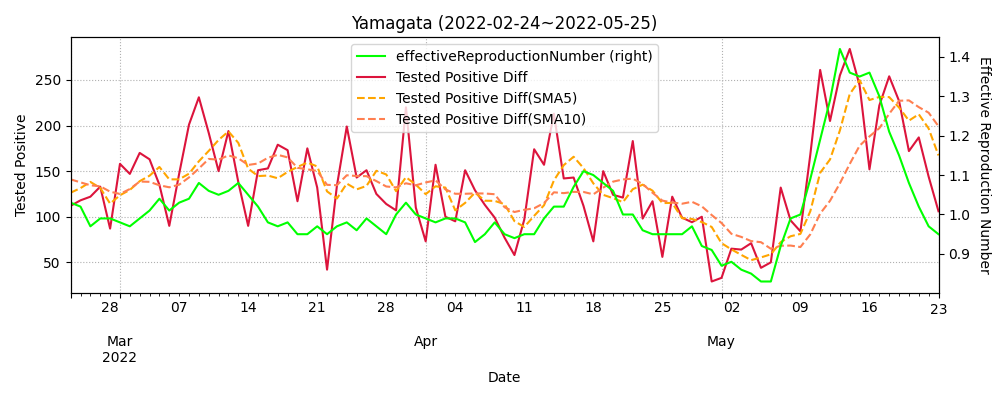 Yamagata (2022-02-24~2022-05-25)
effectiveReproductionNumber (right)
Tested Positive Diff
Tested Positive Diff(SMA5)
Tested Positive Diff(SMA10)
Tested Positive
250
200
150
100
50
1.4
1.3
1.2
1.1
1.0
0.9
Effective Reproduction Number
28 07 14 21 28 04 11 18 25 02 09 16 23
Mar Apr May
2022
Date